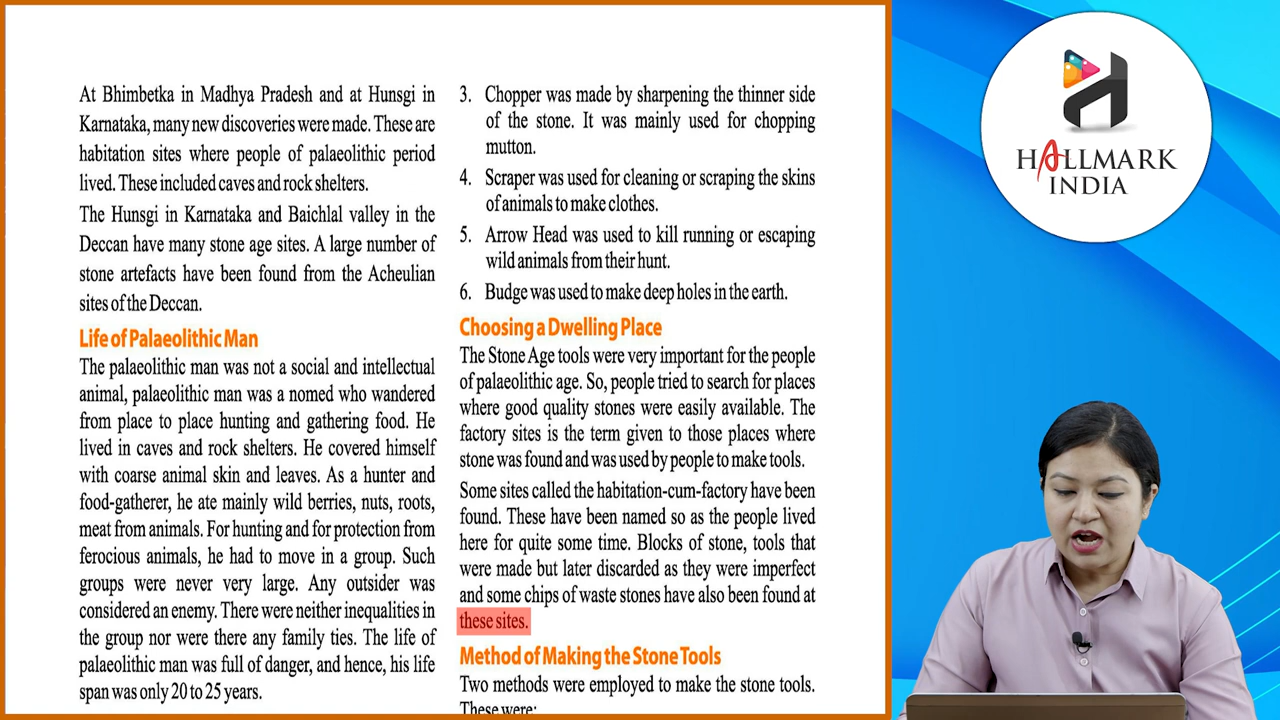 At Bhimbetka in Madhya Pradesh and at Hunsgi in
Karnataka, many new discoveries were made. These are
habitation sites where people of palaeolithic period
lived. These included caves and rock shelters.
The Hunsgi in Karnataka and Baichlal valley in the
Deccan have many stone age sites. A large number of
stone artefacts have been found from the Acheulian
sites of the Deccan.
Life of Palaeolithic Man
The palaeolithic man was not a social and intellectual
animal, palaeolithic man was a nomed who wandered
from place to place hunting and gathering food. He
lived in caves and rock shelters. He covered himself
with coarse animal skin and leaves. As a hunter and
food-gatherer, he ate mainly wild berries, nuts, roots,
meat from animals. For hunting and for protection from
ferocious animals, he had to move in a group. Such
groups were never very large. Any outsider was
considered an enemy. There were neither inequalities in
the group nor were there any family ties. The life of
palaeolithic man was full of danger, and hence, his life
span was only 20 to 25 years.
3. Chopper was made by sharpening the thinner side
of the stone. It was mainly used for chopping
mutton.
4. Scraper was used for cleaning or scraping the skins
of animals to make clothes.
5. Arrow Head was used to kill running or escaping
wild animals from their hunt.
6. Budge was used to make deep holes in the earth.
Choosing a Dwelling Place
The Stone Age tools were very important for the people
of palaeolithic age. So, people tried to search for places
where good quality stones were easily available. The
factory sites is the term given to those places where
stone was found and was used by people to make tools.
Some sites called the habitation-cum-factory have been
found. These have been named so as the people lived
here for quite some time. Blocks of stone, tools that
were made but later discarded as they were imperfect
and some chips of waste stones have also been found at
these sites.
Method of Making the Stone Tools
Two methods were employed to make the stone tools.
These were:
HALLMARK
INDIA